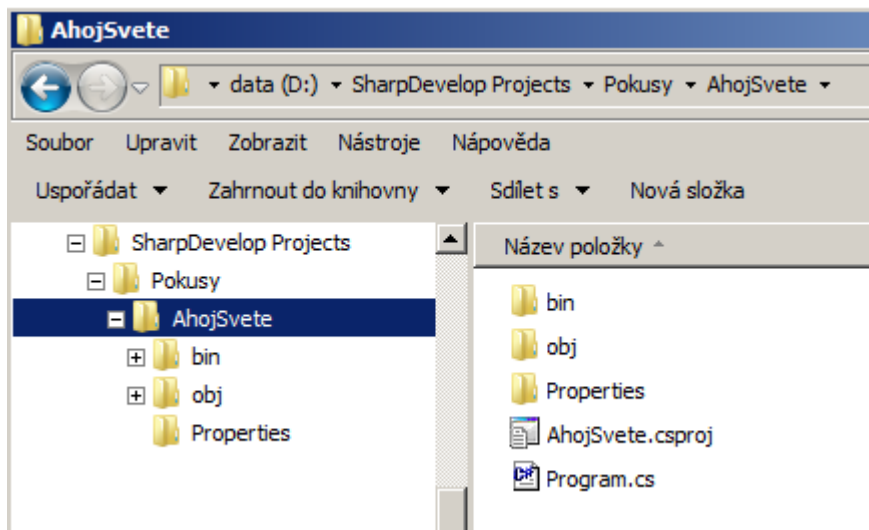 AhojSvete
data (D:) SharpDevelop Projects Pokusy AhojSvete
Soubor Upravit Zobrazit Nástroje Nápověda
Uspořádat Zahrnout do knihovny Sdílet s Nová složka
SharpDevelop Projects
Pokusy
AhojSvete
bin
obj
Properties
Název položky
bin
obj
Properties
AhojSvete.csproj
Program.cs